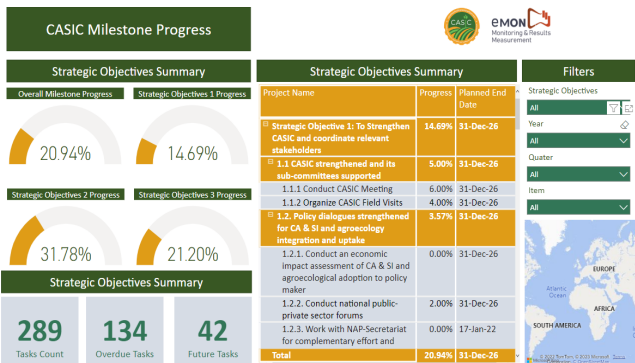 CASIC Milestone Progress
CASIC
eMON
Monitoring & Results
Measurement
Strategic Objectives Summary
Overall Milestone Progress
Strategic Objectives 1 Progress
20.94%
14.69%
Strategic Objectives 2 Progress
Strategic Objectives 3 Progress
31.78%
21.20%
Strategic Objectives Summary
289
Tasks Count
134
Overdue Tasks
42
Future Tasks
Strategic Objectives Summary
Project Name Progress Planned End
Date
Strategic Objective 1: To Strengthen 14.69% 31-Dec-26
CASIC and coordinate relevant
stakeholders
1.1 CASIC strengthened and its 5.00% 31-Dec-26
sub-committees supported
1.1.1 Conduct CASIC Meeting 6.00% 31-Dec-26
1.1.2 Organize CASIC Field Visits 4.00% 31-Dec-26
1.2. Policy dialogues strengthened 3.57% 31-Dec-26
for CA & SI and agroecology
integration and uptake
1.2.1. Conduct an economic 0.00% 31-Dec-26
impact assessment of CA & SI and
agroecological adoption to policy
maker
1.2.2. Conduct national public- 2.00% 31-Dec-26
private sector forums
1.2.3. Work with NAP-Secretariat 0.00% 17-Jan-22
for complementary effort and
Total 20.94% 31-Dec-26
Filters
Strategic Objectives
All
Year
All
Quater
All
Item
All
EUROPE
Atlantic
Ocean
AFRICA
SOUTH AMERICA